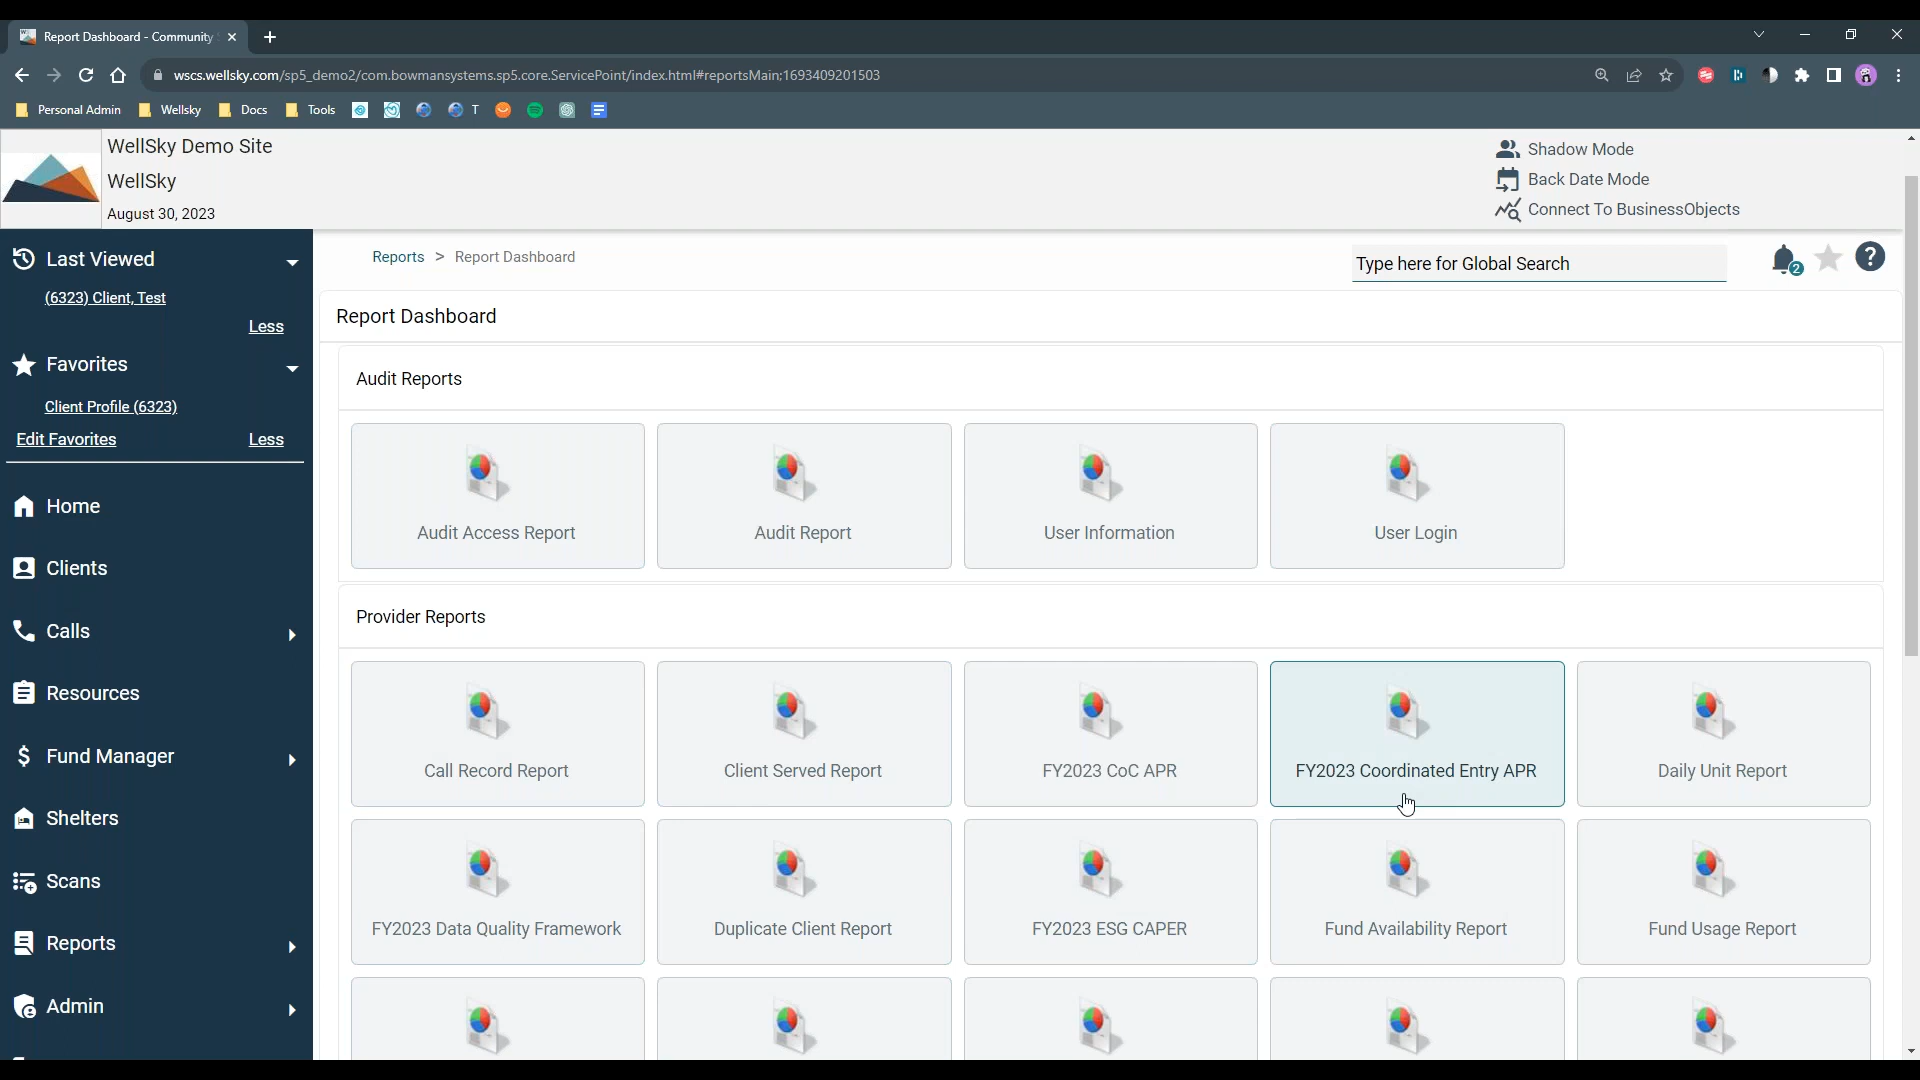 Report Dashboard - Community
wscs.wellsky.com/sp5_demo2/com.bowmansystems.sp5.core.ServicePoint/index.html#reportsMain;1693409201503
Personal Admin Wellsky Docs Tools T
WellSky Demo Site
WellSky
August 30, 2023
Shadow Mode
Back Date Mode
Connect To BusinessObjects
Last Viewed
(6323) Client, Test
Less
Favorites
Client Profile (6323)
Edit Favorites Less
Home
Clients
Calls
Resources
Fund Manager
Shelters
Scans
Reports
Admin
Reports > Report Dashboard
Type here for Global Search
2
?
Report Dashboard
Audit Reports
Audit Access Report Audit Report User Information User Login
Provider Reports
Call Record Report Client Served Report FY2023 CoC APR FY2023 Coordinated Entry APR Daily Unit Report
FY2023 Data Quality Framework Duplicate Client Report FY2023 ESG CAPER Fund Availability Report Fund Usage Report